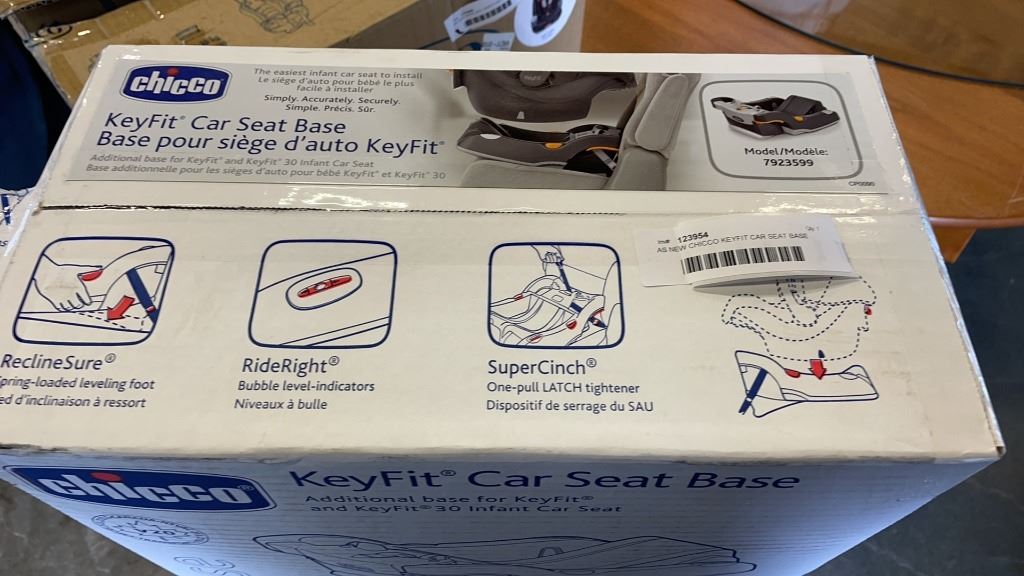 chicco
The easiest infant car seat to install
Le siège d'auto pour bébé le plus
facile à installer
Simply. Accurately. Securely.
Simple. Précis. Sûr.
KeyFit® Car Seat Base
Base pour siège d'auto KeyFit®
Additional base for KeyFit® and KeyFit® 30 Infant Car Seat
Base additionnelle pour les sièges d'auto pour bébé KeyFit® et KeyFit® 30
Model/Modèle:
7923599
CP0090
123954
Qty 1
AS NEW CHICCO KEYFIT CAR SEAT BASE
ReclineSure®
pring-loaded leveling foot
ed d'inclinaison à ressort
RideRight®
Bubble level-indicators
Niveaux à bulle
SuperCinch®
One-pull LATCH tightener
Dispositif de serrage du SAU
chicco®
KeyFit® Car Seat Base
Additional base for KeyFit®
and KeyFit® 30 Infant Car Seat